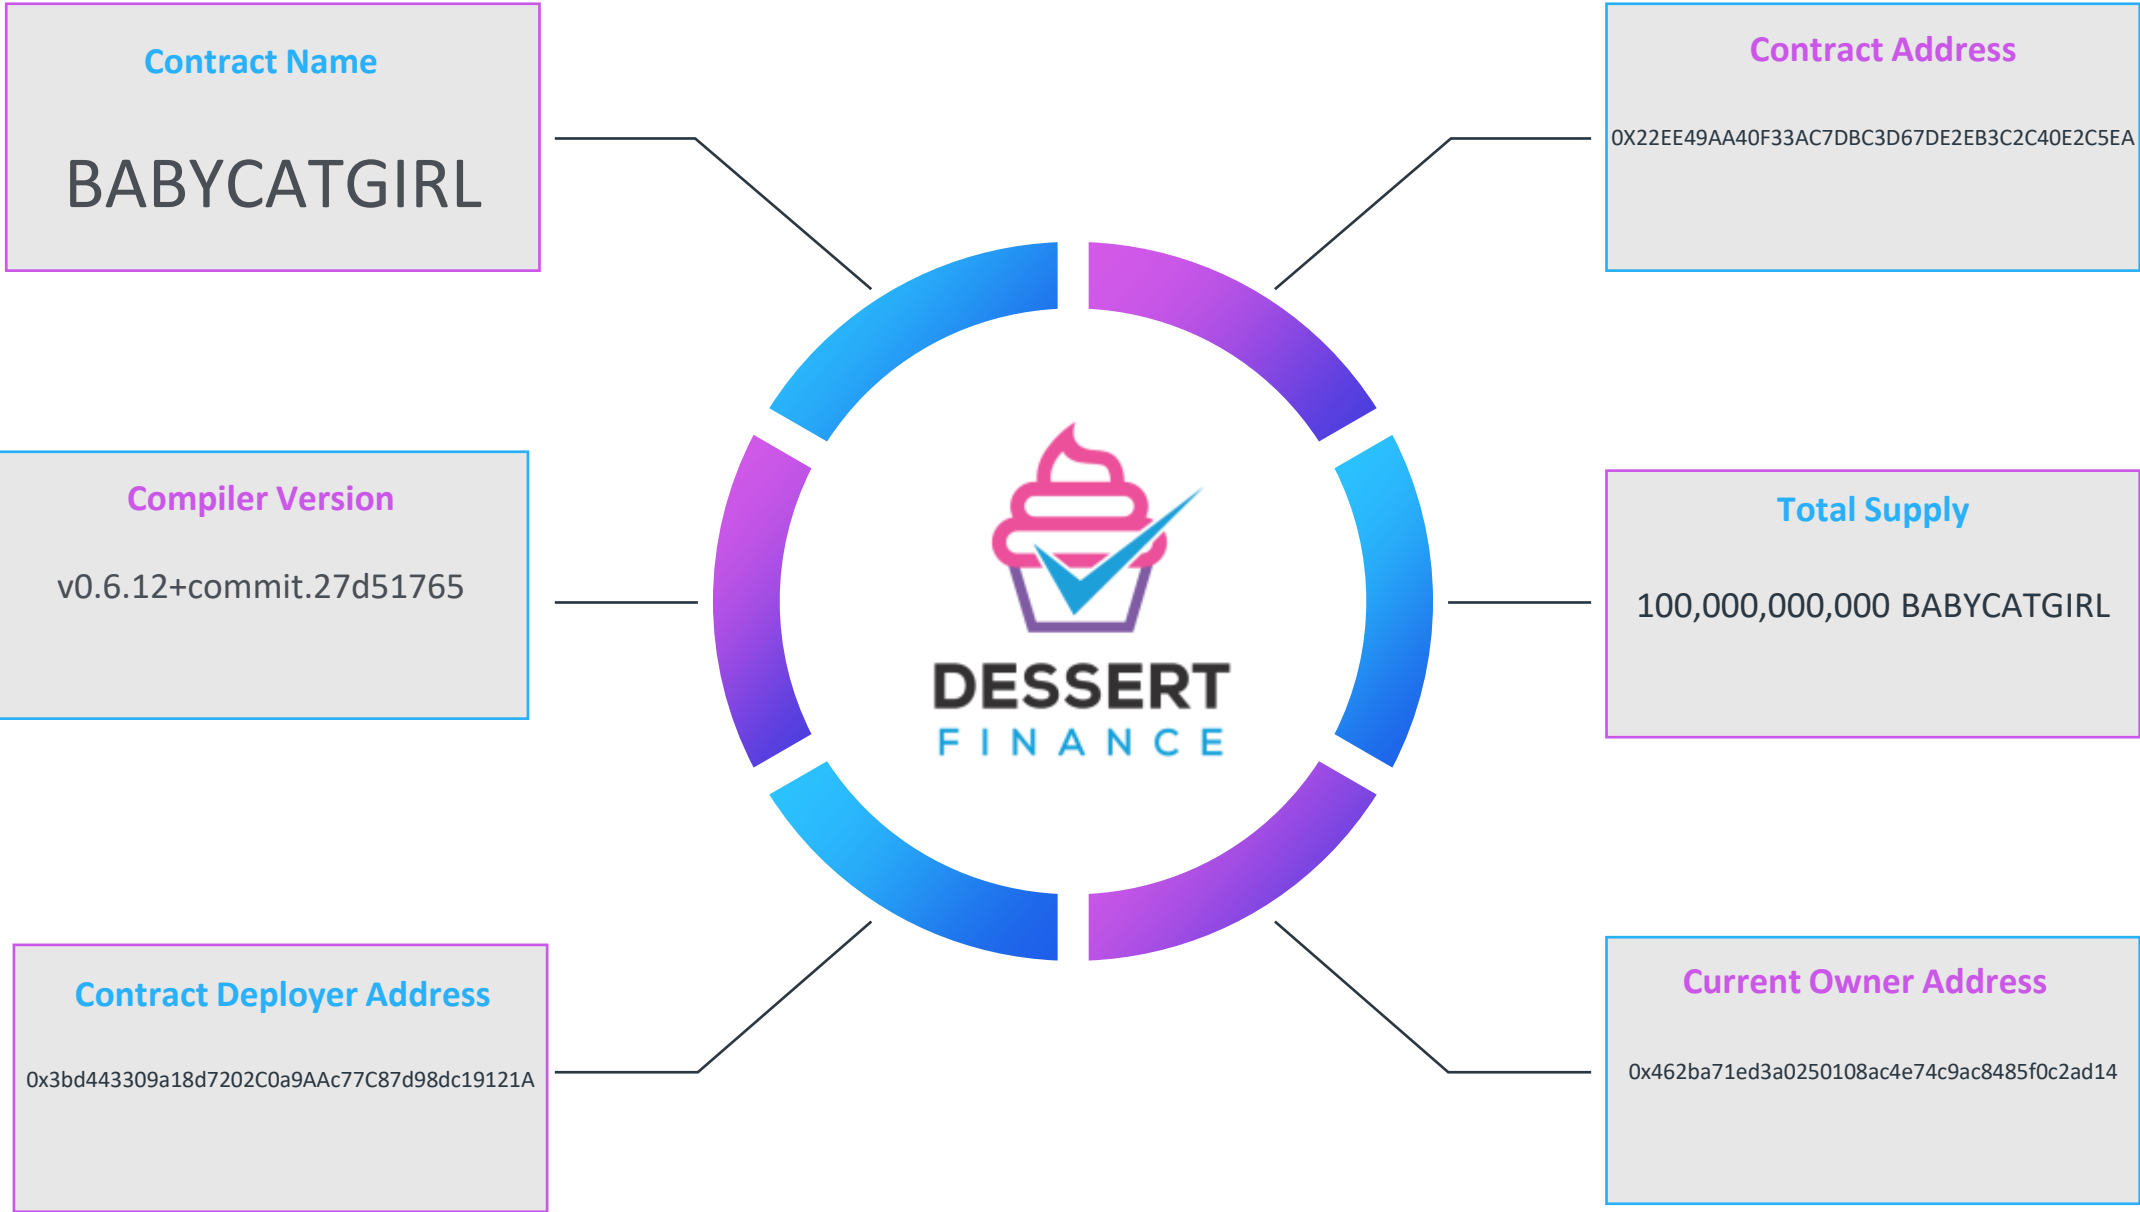 Contract Name
BABYCATGIRL
Contract Address
0X22EE49AA40F33AC7DBC3D67DE2EB3C2C40E2C5EA
Compiler Version
v0.6.12+commit.27d51765
Total Supply
100,000,000,000 BABYCATGIRL
DESSERT
FINANCE
Contract Deployer Address
0x3bd443309a18d7202C0a9AAc77C87d98dc19121A
Current Owner Address
0x462ba71ed3a0250108ac4e74c9ac8485f0c2ad14